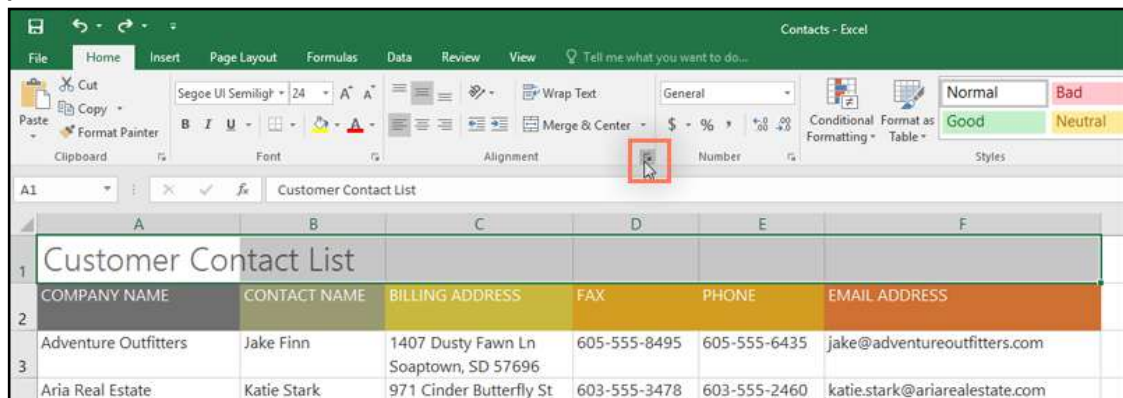 Contacts - Excel
File Home Insert Page Layout Formulas Data Review View Tell me what you want to do...
Cut
Copy
Format Painter
Paste
Clipboard
Segoe UI Semiligh 24 A A
B I U A
Font
Wrap Text
Merge & Center
Alignment
General
$ % ,
Number
Conditional Formatting
Format as Table
Normal Bad
Good Neutral
Styles
A1 fx Customer Contact List
A B C D E F
1 Customer Contact List
COMPANY NAME CONTACT NAME BILLING ADDRESS FAX PHONE EMAIL ADDRESS
2
Adventure Outfitters Jake Finn 1407 Dusty Fawn Ln 605-555-8495 605-555-6435 jake@adventureoutfitters.com
3 Soaptown, SD 57696
Aria Real Estate Katie Stark 971 Cinder Butterfly St 603-555-3478 603-555-2460 katie.stark@ariarealestate.com